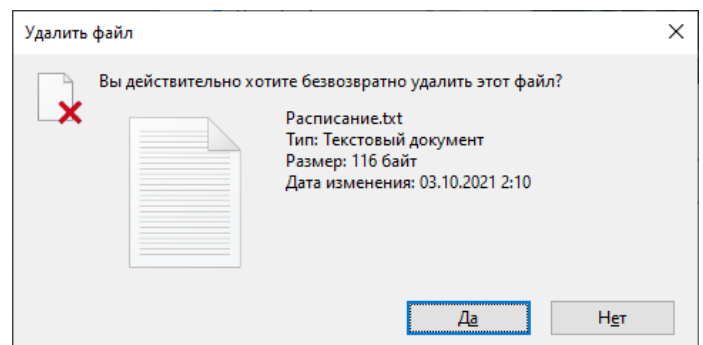 Удалить файл
Вы действительно хотите безвозвратно удалить этот файл?
Расписание.txt
Тип: Текстовый документ
Размер: 116 байт
Дата изменения: 03.10.2021 2:10
Да
Нет